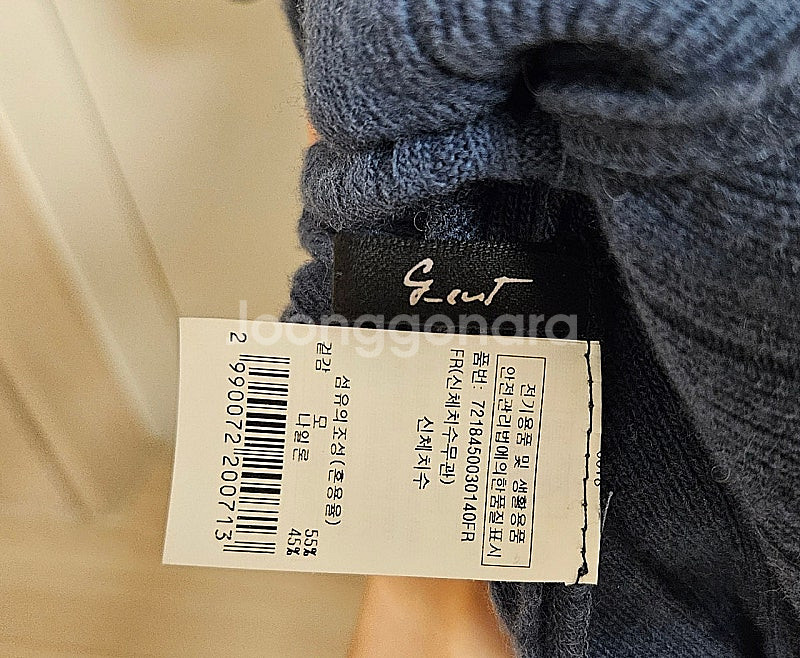 G-cut
loonggonara
전기용품 및 생활용품
안전관리법에의한품질표시
품번: 7218450030140FR
FR(신체치수무관)
신체치수
섬유의조성(혼용율)
겉감 모 55%
나일론 45%
2 990072 200713